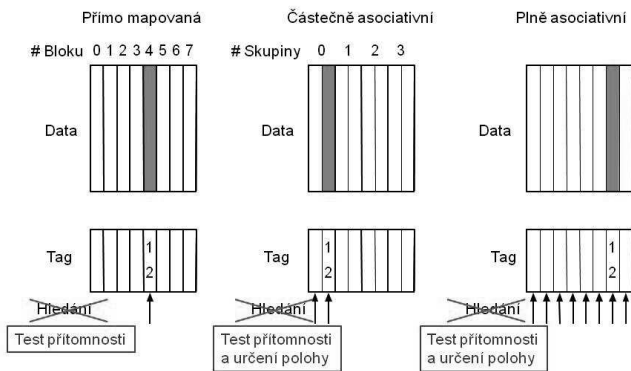 Přímo mapovaná
# Bloku 0 1 2 3 4 5 6 7
Data
Tag
1
2
Hledání
Test přítomnosti
Částečně asociativní
# Skupiny 0 1 2 3
Data
Tag
1
2
Hledání
Test přítomnosti
a určení polohy
Plně asociativní
Data
Tag
1
2
Hledání
Test přítomnosti
a určení polohy